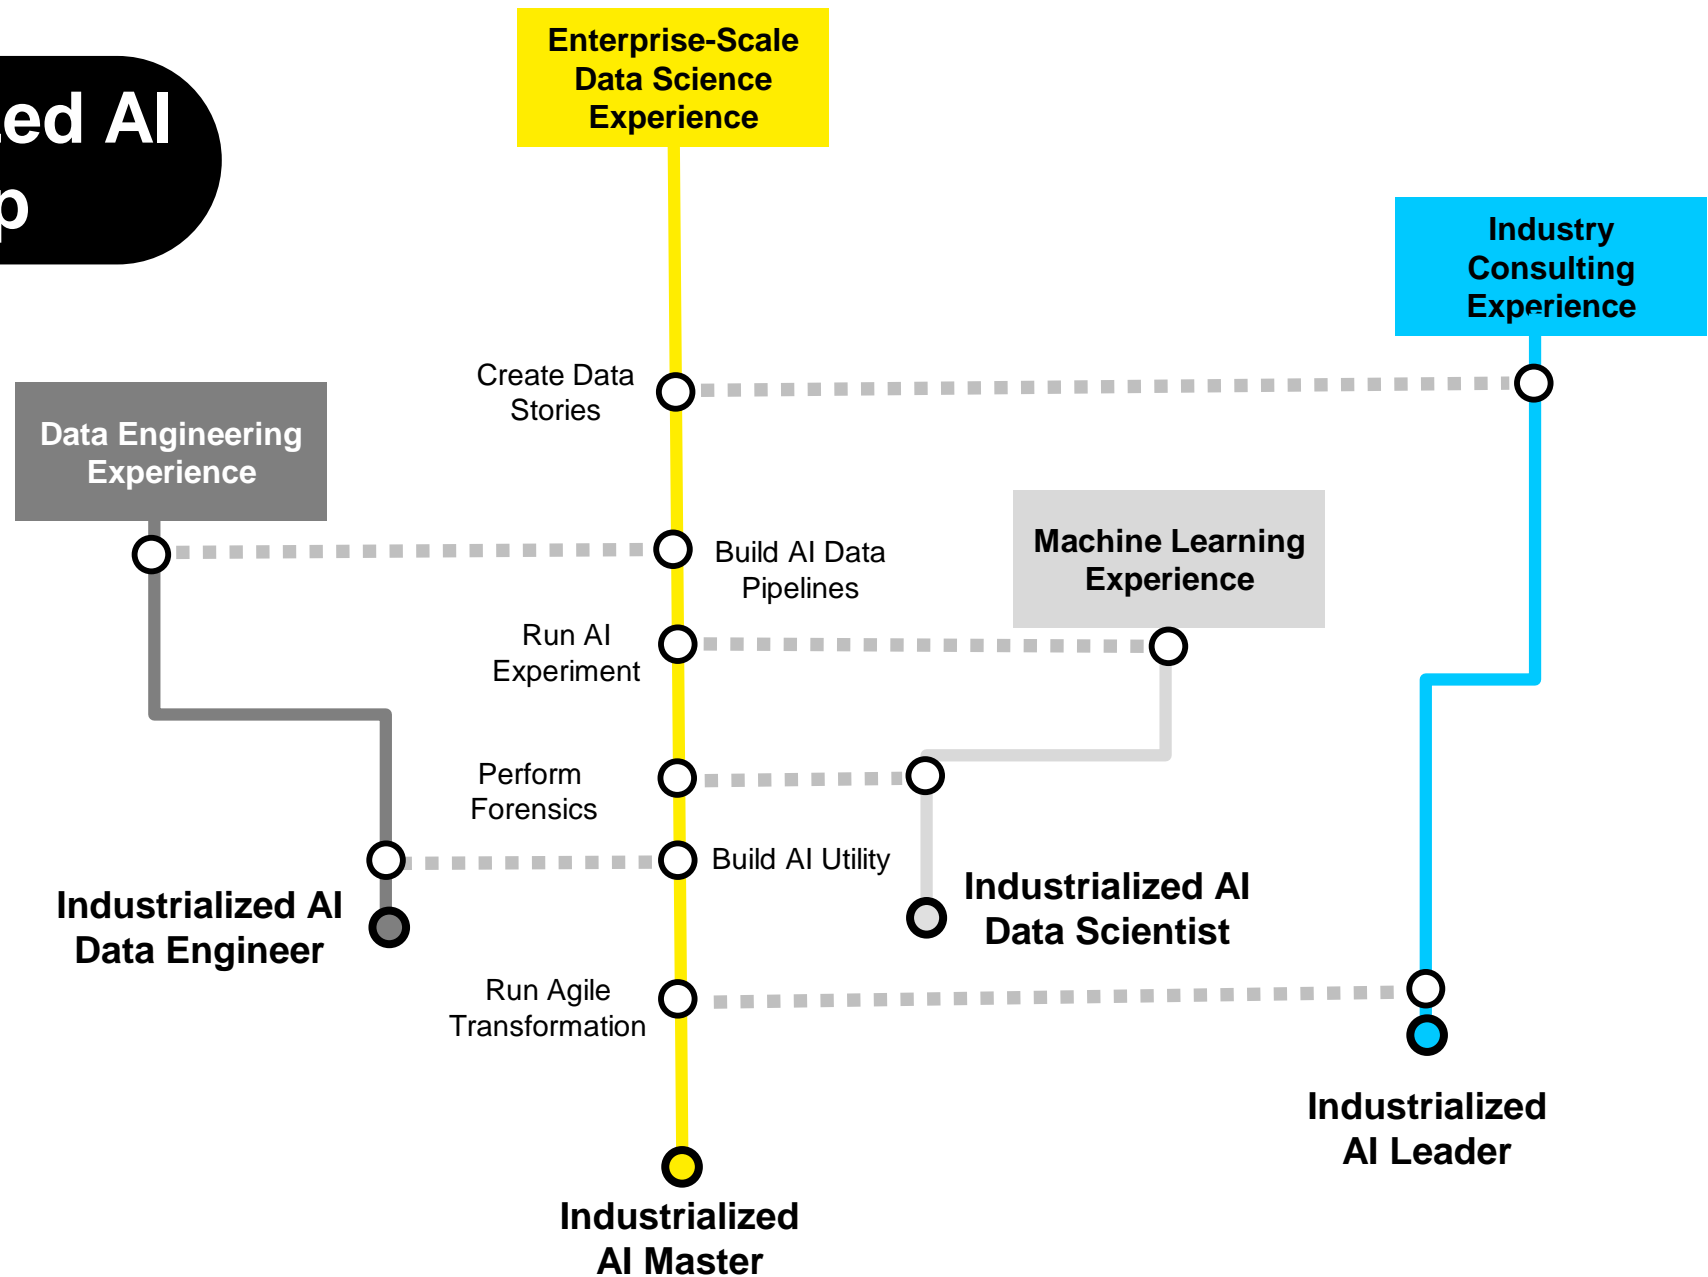 Enterprise-Scale
Data Science
Experience
AI
Industry
Consulting
Experience
Create Data
Stories
Data Engineering
Experience
Build AI Data
Pipelines
Machine Learning
Experience
Run AI
Experiment
Perform
Forensics
Build AI Utility
Industrialized AI
Data Engineer
Industrialized AI
Data Scientist
Run Agile
Transformation
Industrialized
AI Leader
Industrialized
AI Master